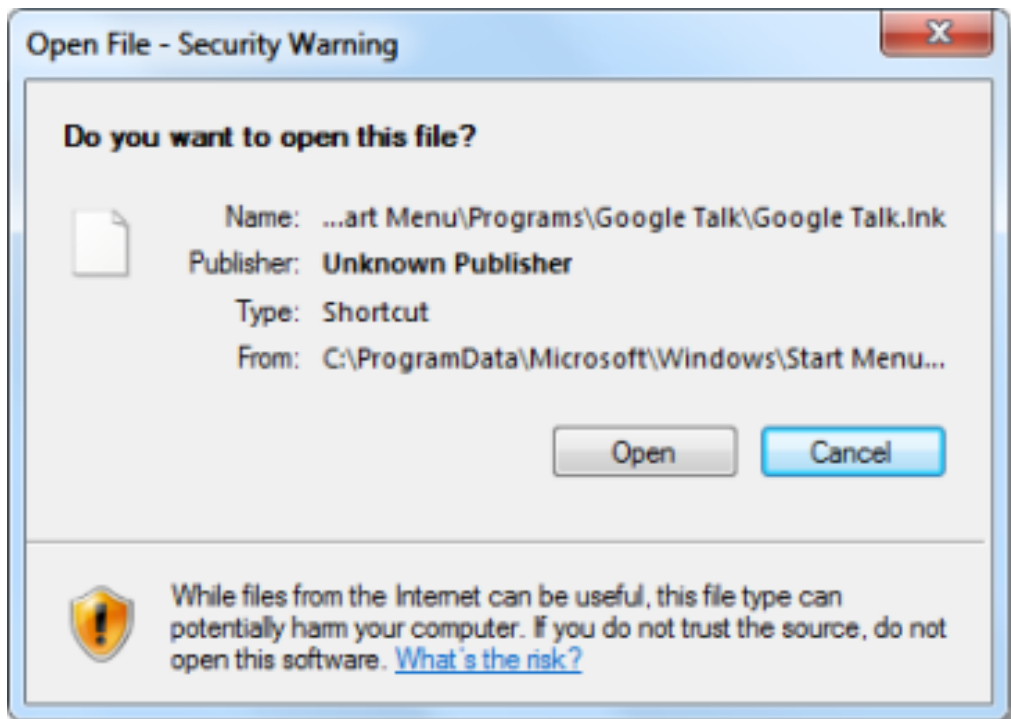 Open File - Security Warning
Do you want to open this file?
Name: ...art Menu\Programs\Google Talk\Google Talk.lnk
Publisher: Unknown Publisher
Type: Shortcut
From: C:\ProgramData\Microsoft\Windows\Start Menu...
Open Cancel
While files from the Internet can be useful, this file type can
potentially harm your computer. If you do not trust the source, do not
open this software. What's the risk?